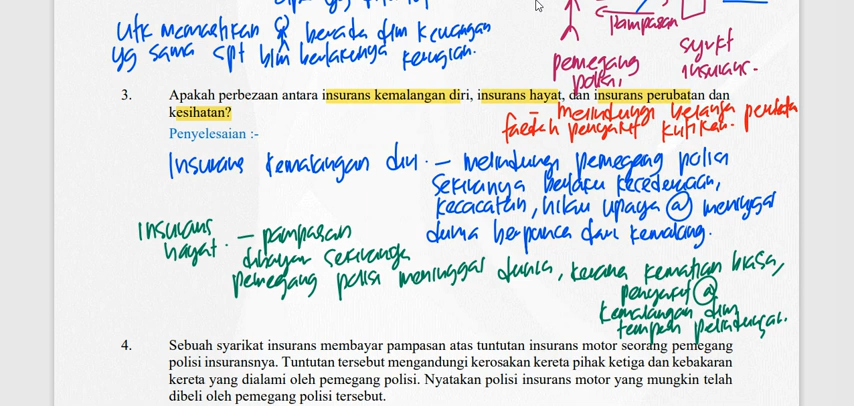 utk memastikan berada dlm keuangan
yg sama spt blm berlakunya kerugian.
Pampasan
pemegang
polisi
sykt
insurans.
3. Apakah perbezaan antara insurans kemalangan diri, insurans hayat, dan insurans perubatan dan
kesihatan?
– melindungi belanja
faedah penyakit kritikal.
Penyelesaian :-
Insurans kemalangan diri. – melindungi pemegang polisi
sekiranya berlaku kecederaan,
kecacatan, hilang upaya @ meninggal
dunia berpunca dari kemalangan.
Insurans
hayat. – pampasan
dibayar sekiranya
pemegang polisi meninggal dunia, kerana kematian biasa,
penyakit @
kemalangan dlm
tempoh perlindungan.
4. Sebuah syarikat insurans membayar pampasan atas tuntutan insurans motor seorang pemegang
polisi insuransnya. Tuntutan tersebut mengandungi kerosakan kereta pihak ketiga dan kebakaran
kereta yang dialami oleh pemegang polisi. Nyatakan polisi insurans motor yang mungkin telah
dibeli oleh pemegang polisi tersebut.